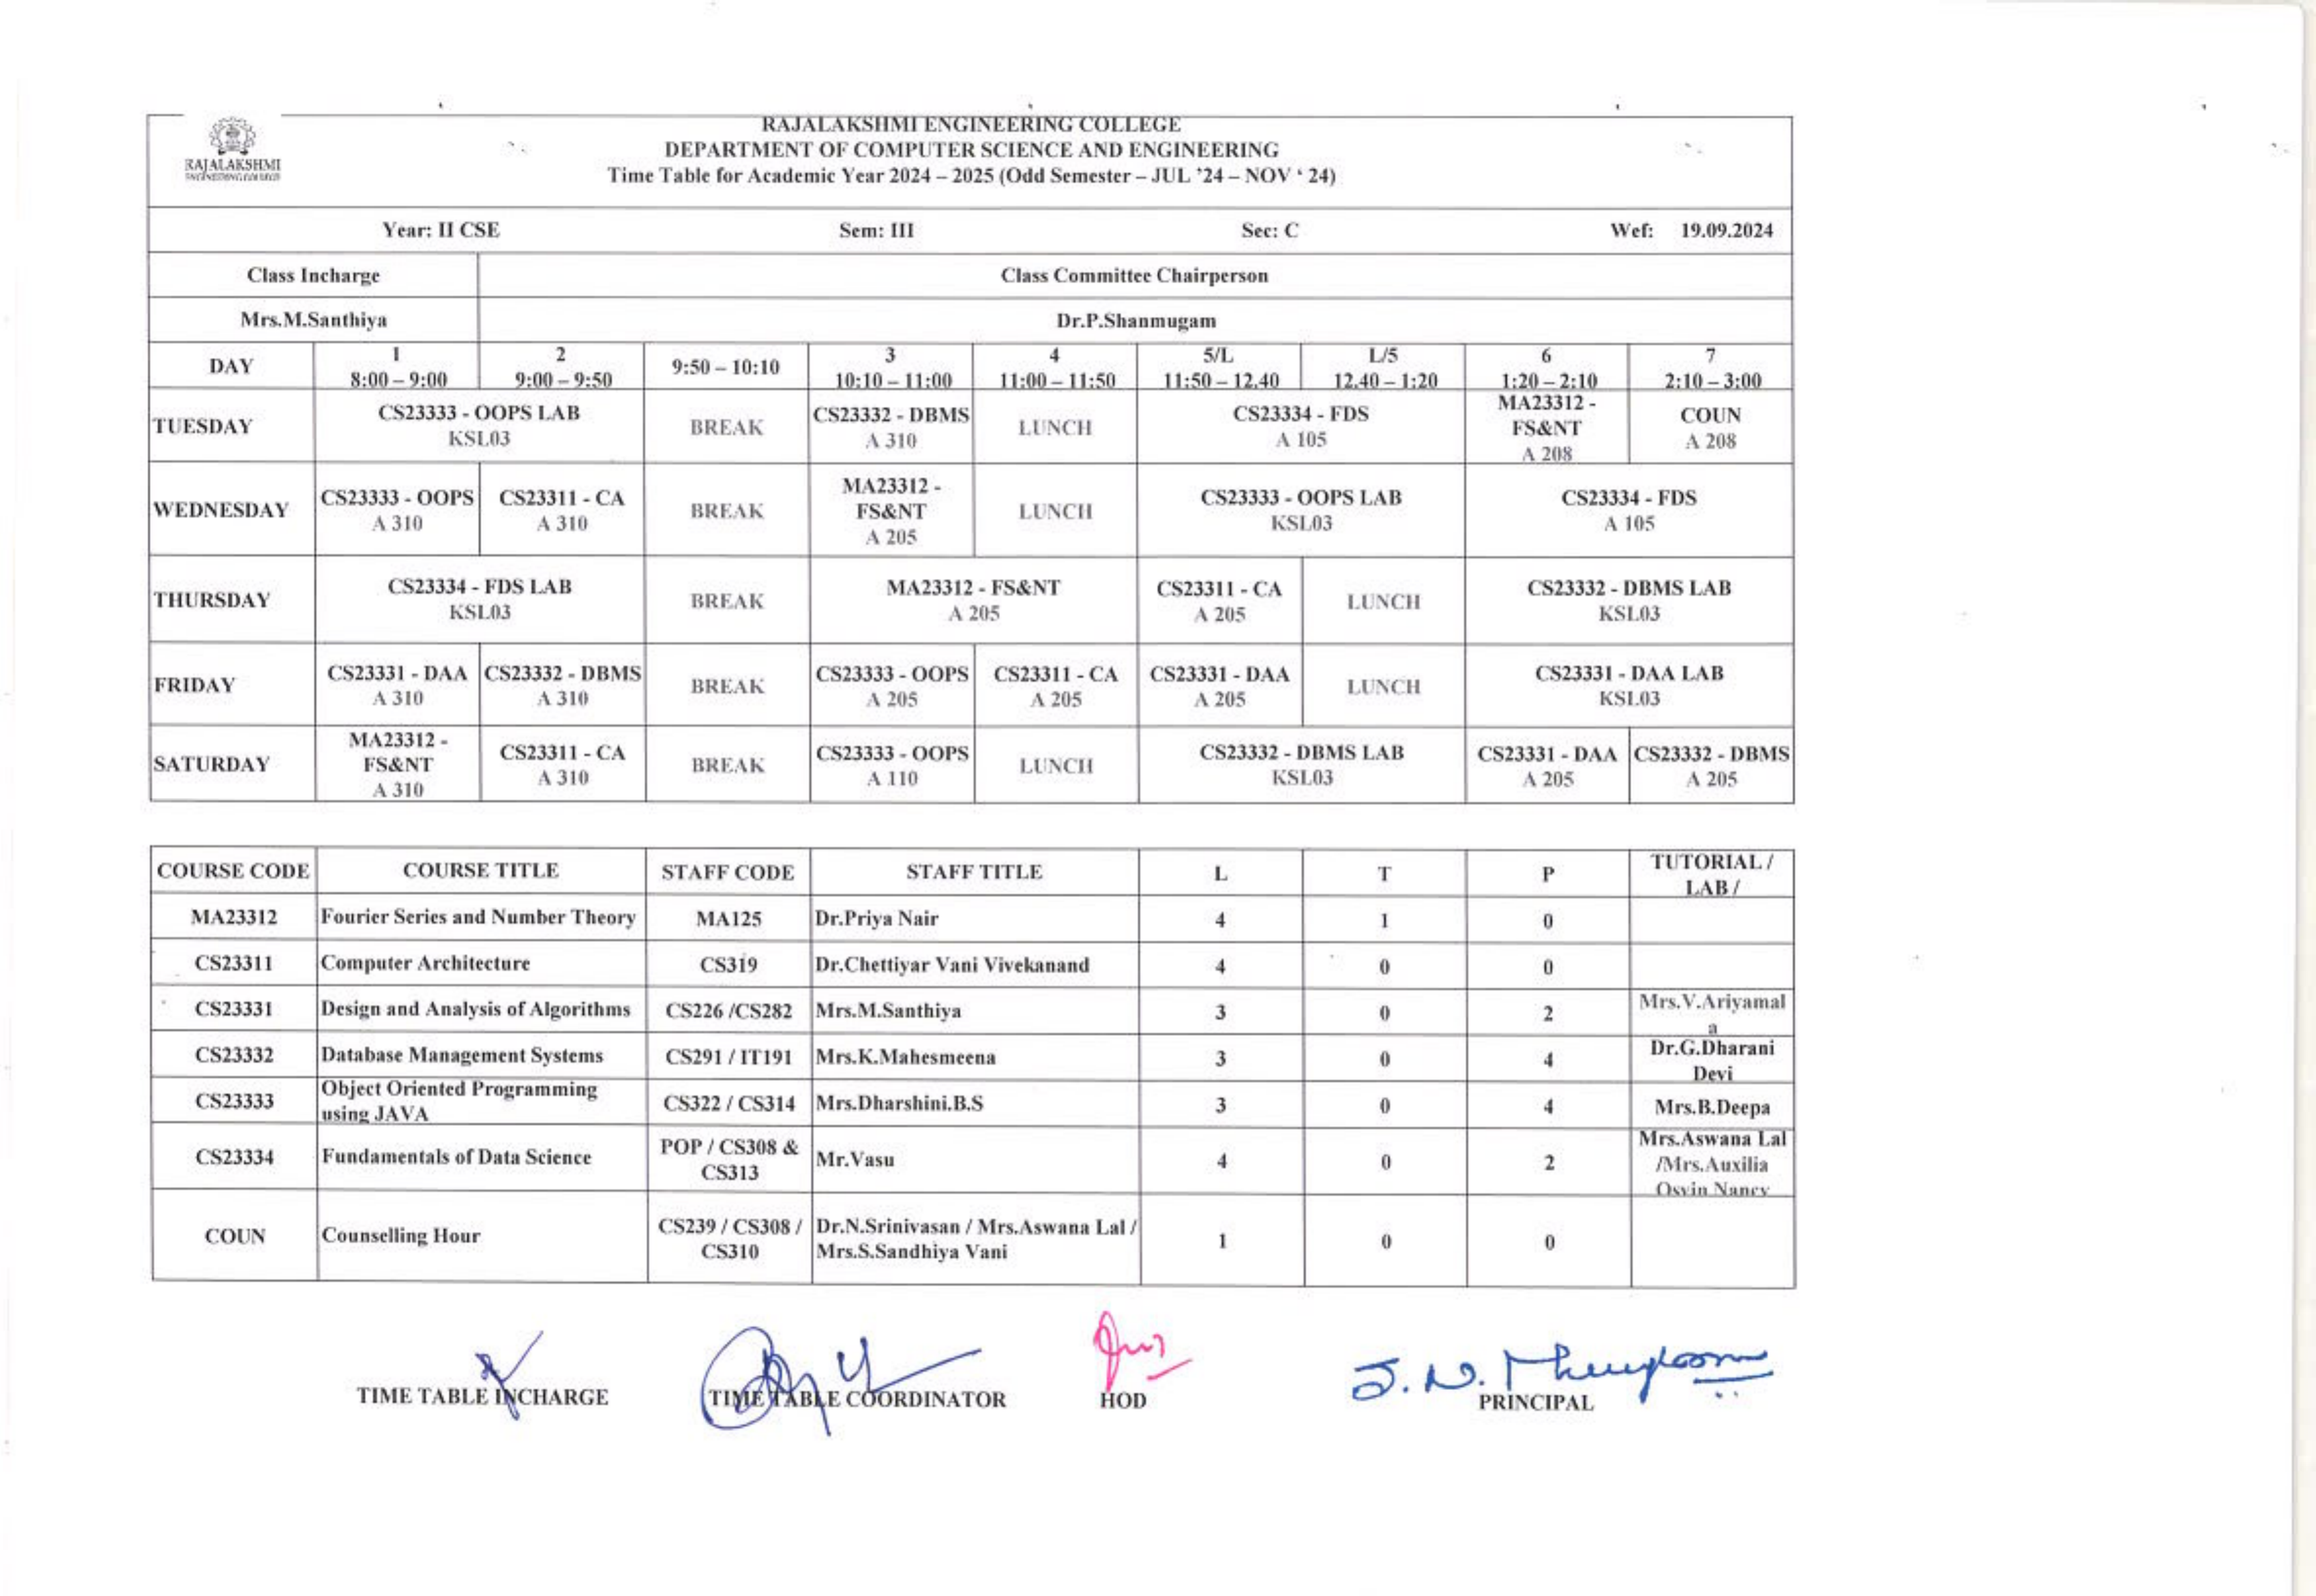 RAJALAKSHMI ENGINEERING COLLEGE
DEPARTMENT OF COMPUTER SCIENCE AND ENGINEERING
Time Table for Academic Year 2024 – 2025 (Odd Semester – JUL '24 – NOV ' 24)
RAJALAKSHMI
ENGINEERING COLLEGE
Year: II CSE Sem: III Sec: C Wef: 19.09.2024
Class Incharge Class Committee Chairperson
Mrs.M.Santhiya Dr.P.Shanmugam
DAY 1 2 9:50 – 10:10 3 4 5/L L/5 6 7
8:00 – 9:00 9:00 – 9:50 10:10 – 11:00 11:00 – 11:50 11:50 – 12.40 12.40 – 1:20 1:20 – 2:10 2:10 – 3:00
TUESDAY CS23333 - OOPS LAB BREAK CS23332 - DBMS LUNCH CS23334 - FDS MA23312 - FS&NT COUN
KSL03 A 310 A 105 A 208 A 208
WEDNESDAY CS23333 - OOPS CS23311 - CA BREAK MA23312 - FS&NT LUNCH CS23333 - OOPS LAB CS23334 - FDS
A 310 A 310 A 205 KSL03 A 105
THURSDAY CS23334 - FDS LAB BREAK MA23312 - FS&NT CS23311 - CA LUNCH CS23332 - DBMS LAB
KSL03 A 205 A 205 KSL03
FRIDAY CS23331 - DAA CS23332 - DBMS BREAK CS23333 - OOPS CS23311 - CA CS23331 - DAA LUNCH CS23331 - DAA LAB
A 310 A 310 A 205 A 205 A 205 KSL03
SATURDAY MA23312 - FS&NT CS23311 - CA BREAK CS23333 - OOPS LUNCH CS23332 - DBMS LAB CS23331 - DAA CS23332 - DBMS
A 310 A 310 A 110 KSL03 A 205 A 205
COURSE CODE COURSE TITLE STAFF CODE STAFF TITLE L T P TUTORIAL / LAB /
MA23312 Fourier Series and Number Theory MA125 Dr.Priya Nair 4 1 0
CS23311 Computer Architecture CS319 Dr.Chettiyar Vani Vivekanand 4 0 0
CS23331 Design and Analysis of Algorithms CS226 /CS282 Mrs.M.Santhiya 3 0 2 Mrs.V.Ariyamala
CS23332 Database Management Systems CS291 / IT191 Mrs.K.Mahesmeena 3 0 4 Dr.G.Dharani Devi
CS23333 Object Oriented Programming using JAVA CS322 / CS314 Mrs.Dharshini.B.S 3 0 4 Mrs.B.Deepa
CS23334 Fundamentals of Data Science POP / CS308 & CS313 Mr.Vasu 4 0 2 Mrs.Aswana Lal /Mrs.Auxilia Osvin Nancy
COUN Counselling Hour CS239 / CS308 / CS310 Dr.N.Srinivasan / Mrs.Aswana Lal / Mrs.S.Sandhiya Vani 1 0 0
TIME TABLE INCHARGE TIME TABLE COORDINATOR HOD PRINCIPAL